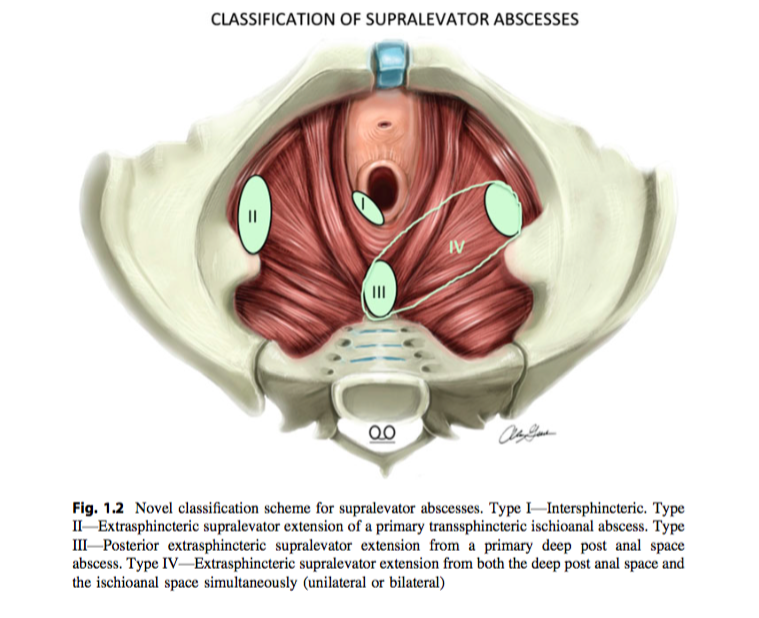 CLASSIFICATION OF SUPRALEVATOR ABSCESSES
I
II
IV
III
Fig. 1.2 Novel classification scheme for supralevator abscesses. Type I—Intersphincteric. Type
II—Extrasphincteric supralevator extension of a primary transsphincteric ischioanal abscess. Type
III—Posterior extrasphincteric supralevator extension from a primary deep post anal space
abscess. Type IV—Extrasphincteric supralevator extension from both the deep post anal space and
the ischioanal space simultaneously (unilateral or bilateral)